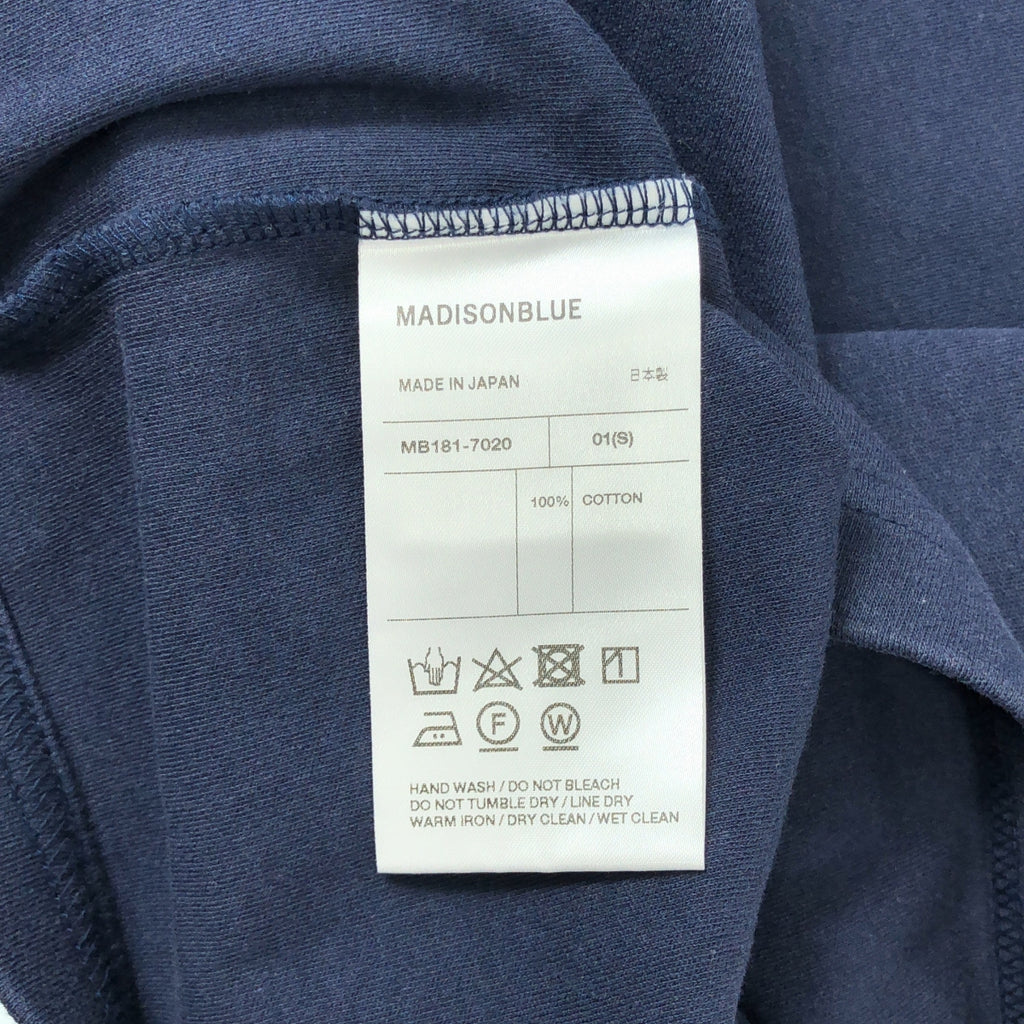 MADISONBLUE
MADE IN JAPAN 日本製
MB181-7020 01(S)
100% COTTON
F W
HAND WASH / DO NOT BLEACH
DO NOT TUMBLE DRY / LINE DRY
WARM IRON / DRY CLEAN / WET CLEAN